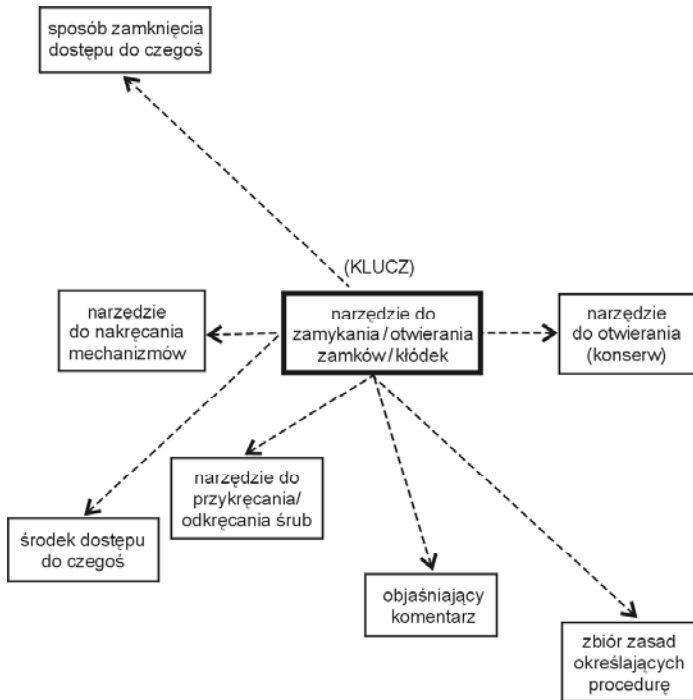 sposób zamknięcia
dostępu do czegoś
(KLUCZ)
narzędzie
do nakręcania
mechanizmów
narzędzie do
zamykania/otwierania
zamków/kłódek
narzędzie
do otwierania
(konserw)
narzędzie do
przykręcania/
odkręcania śrub
środek dostępu
do czegoś
objaśniający
komentarz
zbiór zasad
określających
procedurę